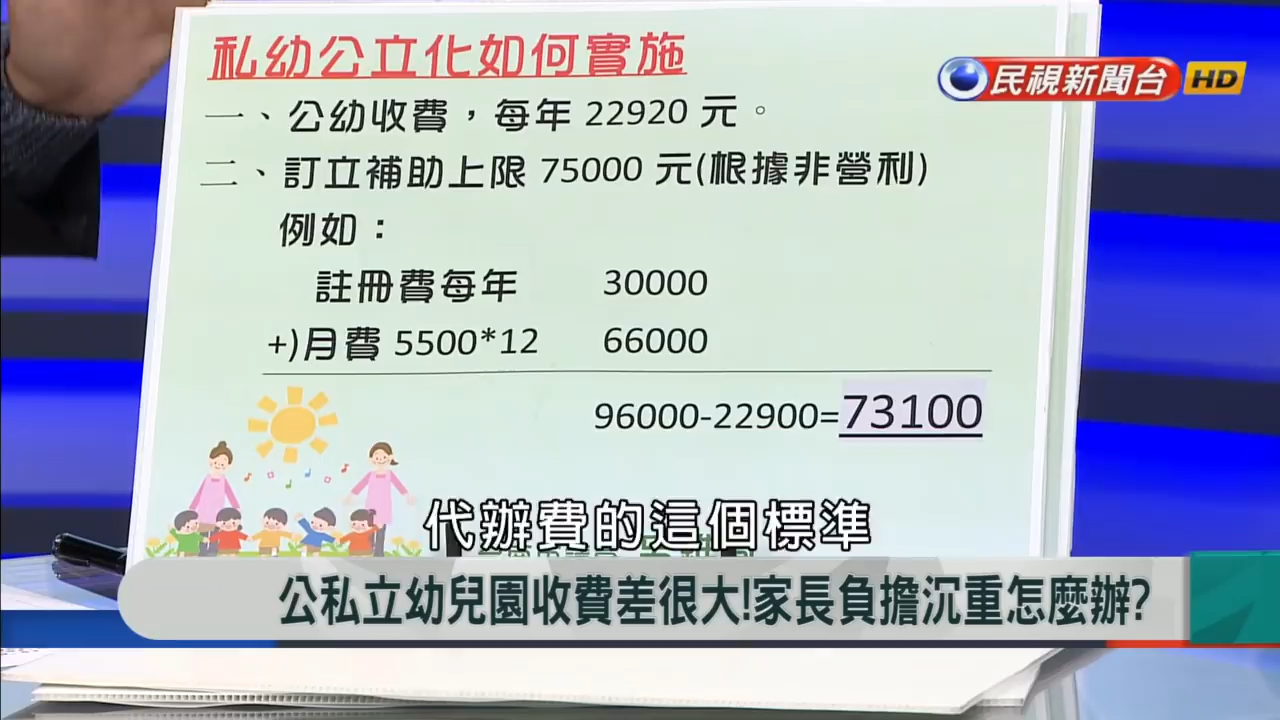 私幼公立化如何實施
民視新聞台 HD
一、公幼收費，每年 22920 元。
二、訂立補助上限 75000 元(根據非營利)
例如：
註冊費每年 30000
+)月費 5500*12 66000
96000-22900=73100
代辦費的這個標準
公私立幼兒園收費差很大!家長負擔沉重怎麼辦?